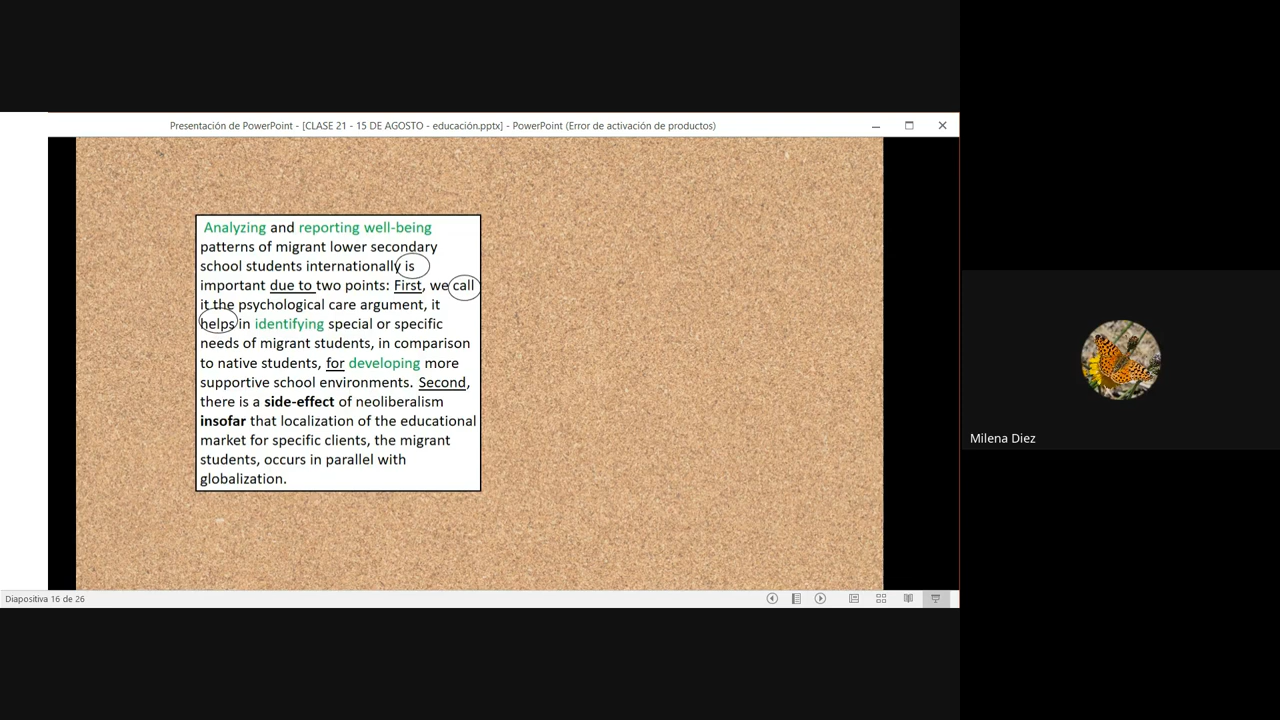 Presentación de PowerPoint - [CLASE 21 - 15 DE AGOSTO - educación.pptx] - PowerPoint (Error de activación de productos)
Analyzing and reporting well-being
patterns of migrant lower secondary
school students internationally is
important due to two points: First, we call
it the psychological care argument, it
helps in identifying special or specific
needs of migrant students, in comparison
to native students, for developing more
supportive school environments. Second,
there is a side-effect of neoliberalism
insofar that localization of the educational
market for specific clients, the migrant
students, occurs in parallel with
globalization.
Milena Diez
Diapositiva 16 de 26